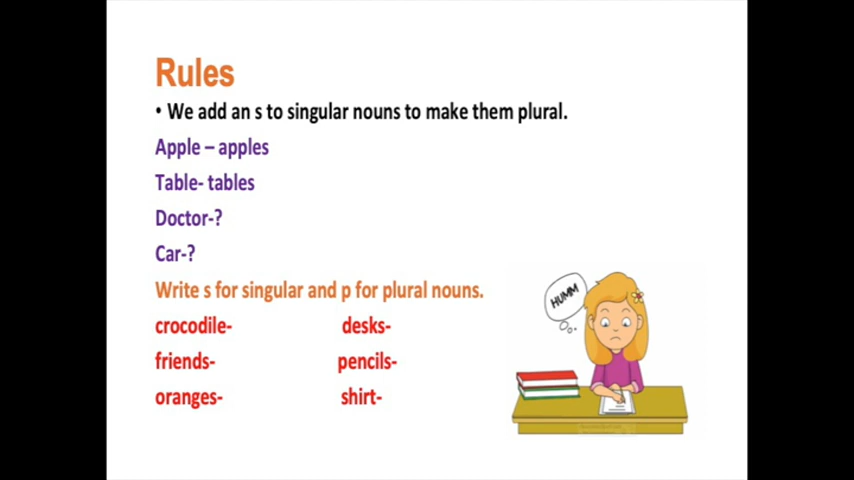 Rules
• We add an s to singular nouns to make them plural.
Apple – apples
Table- tables
Doctor-?
Car-?
Write s for singular and p for plural nouns.
crocodile- desks-
friends- pencils-
oranges- shirt-
HUMM